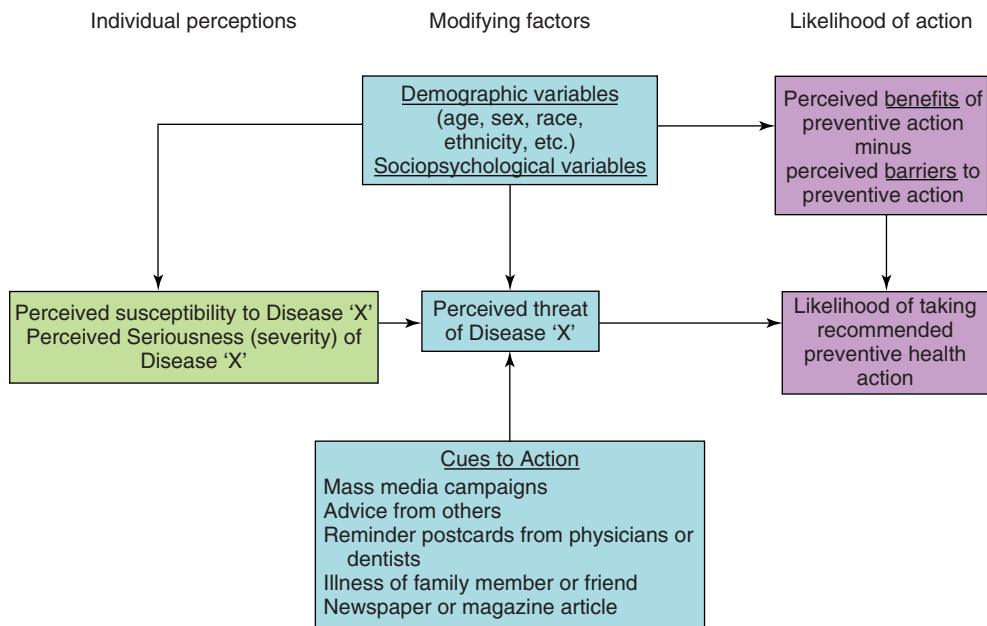 Individual perceptions
Modifying factors
Likelihood of action
Demographic variables
(age, sex, race,
ethnicity, etc.)
Sociopsychological variables
Perceived benefits of
preventive action
minus
perceived barriers to
preventive action
Perceived susceptibility to Disease ‘X’
Perceived Seriousness (severity) of
Disease ‘X’
Perceived threat
of Disease ‘X’
Likelihood of taking
recommended
preventive health
action
Cues to Action
Mass media campaigns
Advice from others
Reminder postcards from physicians or
dentists
Illness of family member or friend
Newspaper or magazine article